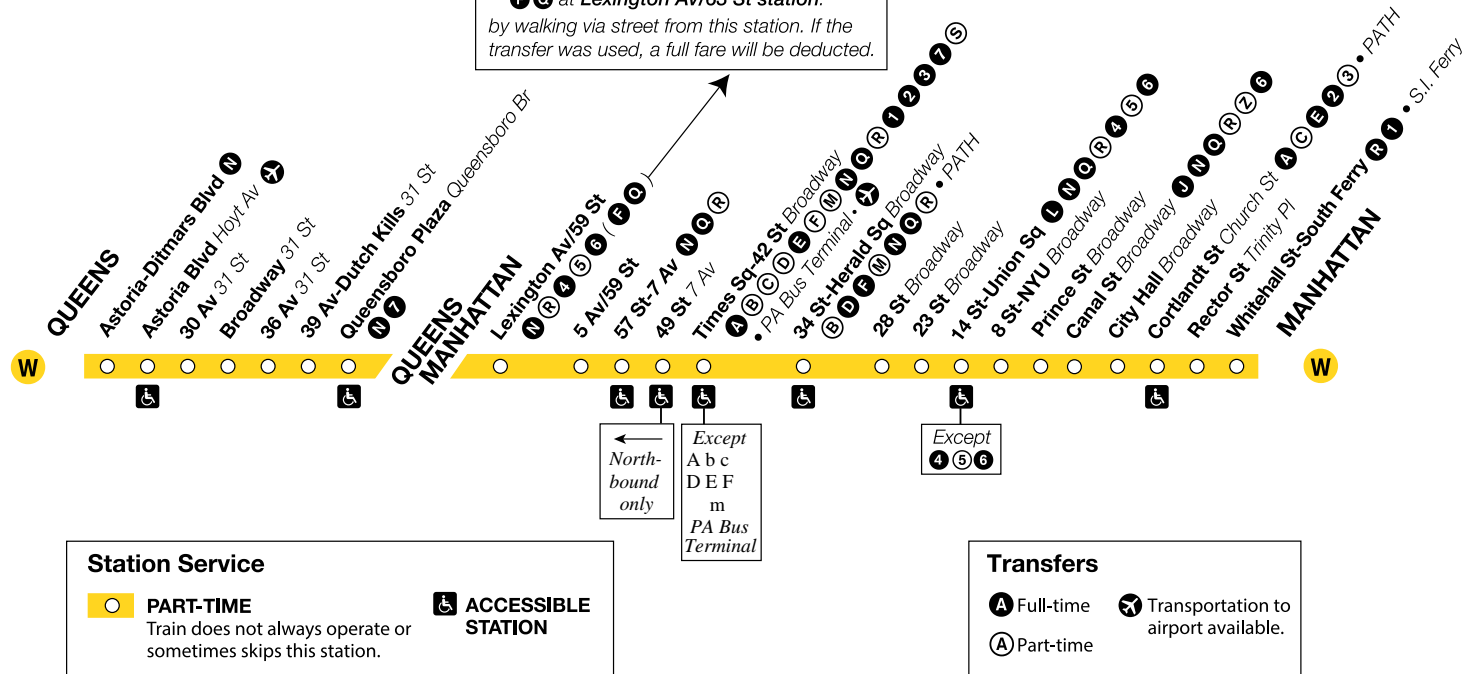 F Q at Lexington Av/63 St station.
by walking via street from this station. If the
transfer was used, a full fare will be deducted.
W
QUEENS
Astoria-Ditmars Blvd N
Astoria Blvd Hoyt Av
30 Av 31 St
Broadway 31 St
36 Av 31 St
39 Av-Dutch Kills 31 St
Queensboro Plaza Queensboro Br
N 7
QUEENS
MANHATTAN
Lexington Av/59 St
N R 4 5 6 ( F Q )
5 Av/59 St
57 St-7 Av N Q R
49 St 7 Av
Times Sq-42 St Broadway
A B C D E F M N Q R 1 2 3 7 S
• PA Bus Terminal •
34 St-Herald Sq Broadway
B D F M N Q R • PATH
28 St Broadway
23 St Broadway
14 St-Union Sq L N Q R 4 5 6
8 St-NYU Broadway
Prince St Broadway
Canal St Broadway J N Q R Z 6
City Hall Broadway
Cortlandt St Church St A C E 2 3 • PATH
Rector St Trinity Pl
Whitehall St-South Ferry R 1 • S.I. Ferry
MANHATTAN
W
North-
bound
only
Except
A b c
D E F
m
PA Bus
Terminal
Except
4 5 6
Station Service
PART-TIME
Train does not always operate or
sometimes skips this station.
ACCESSIBLE
STATION
Transfers
A Full-time
A Part-time
Transportation to
airport available.